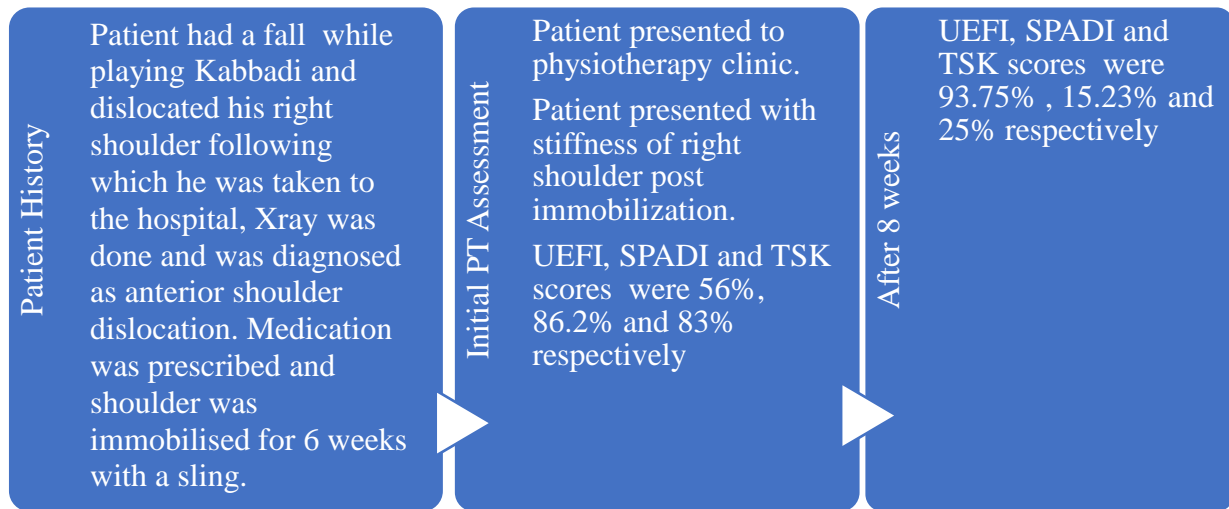 Patient History
Patient had a fall while
playing Kabbadi and
dislocated his right
shoulder following
which he was taken to
the hospital, Xray was
done and was diagnosed
as anterior shoulder
dislocation. Medication
was prescribed and
shoulder was
immobilised for 6 weeks
with a sling.
Initial PT Assessment
Patient presented to
physiotherapy clinic.
Patient presented with
stiffness of right
shoulder post
immobilization.
UEFI, SPADI and TSK
scores were 56%,
86.2% and 83%
respectively
After 8 weeks
UEFI, SPADI and
TSK scores were
93.75% , 15.23% and
25% respectively